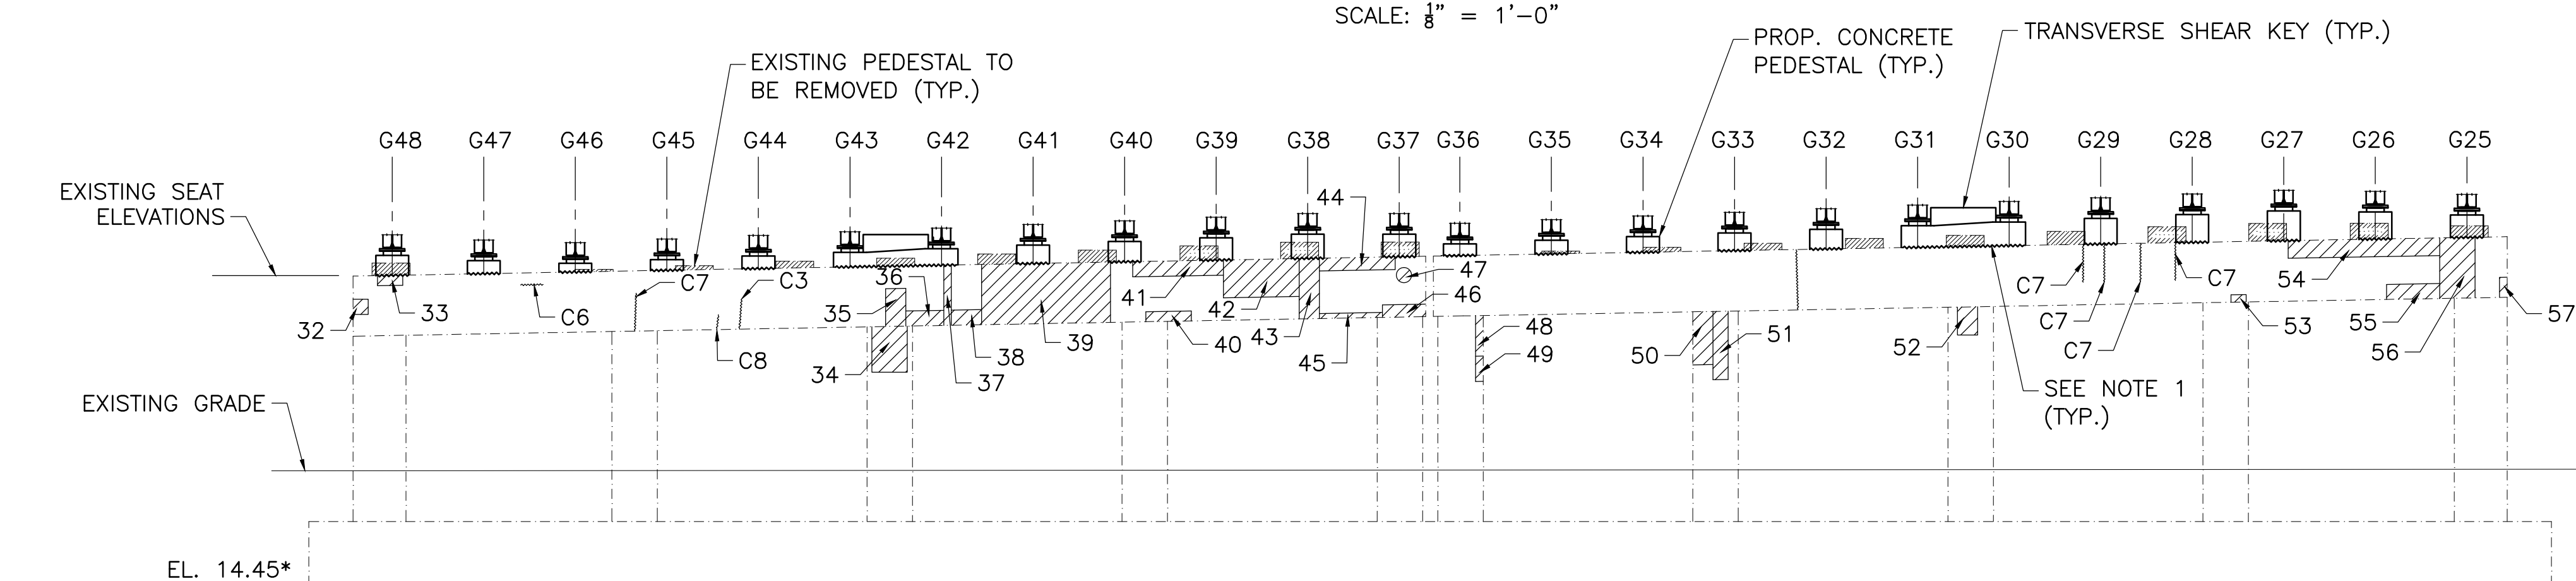 SCALE: 1/8" = 1'-0"
TRANSVERSE SHEAR KEY (TYP.)
PROP. CONCRETE
PEDESTAL (TYP.)
EXISTING PEDESTAL TO
BE REMOVED (TYP.)
G48 G47 G46 G45 G44 G43 G42 G41 G40 G39 G38 G37 G36 G35 G34 G33 G32 G31 G30 G29 G28 G27 G26 G25
EXISTING SEAT
ELEVATIONS
44
32
33
C6
C7
C8
C3
34
35
36
37
38
39
40
41
42
43
45
46
47
48
49
50
51
52
C7
C7
C7
C7
53
54
55
56
57
SEE NOTE 1
(TYP.)
EXISTING GRADE
EL. 14.45*